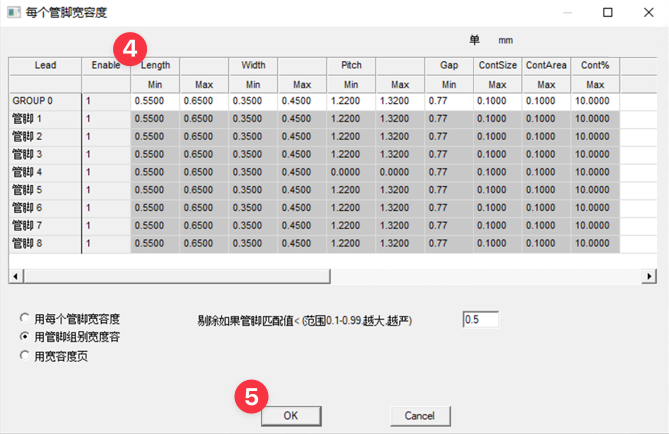 每个管脚宽容度
单 mm
4
Lead Enable Length Width Pitch Gap ContSize ContArea Cont%
Min Max Min Max Min Max Min Max Max Max
GROUP 0 1 0.5500 0.6500 0.3500 0.4500 1.2200 1.3200 0.77 0.1000 0.1000 10.0000
管脚 1 1 0.5500 0.6500 0.3500 0.4500 1.2200 1.3200 0.77 0.1000 0.1000 10.0000
管脚 2 1 0.5500 0.6500 0.3500 0.4500 1.2200 1.3200 0.77 0.1000 0.1000 10.0000
管脚 3 1 0.5500 0.6500 0.3500 0.4500 1.2200 1.3200 0.77 0.1000 0.1000 10.0000
管脚 4 1 0.5500 0.6500 0.3500 0.4500 0.0000 0.0000 0.77 0.1000 0.1000 10.0000
管脚 5 1 0.5500 0.6500 0.3500 0.4500 1.2200 1.3200 0.77 0.1000 0.1000 10.0000
管脚 6 1 0.5500 0.6500 0.3500 0.4500 1.2200 1.3200 0.77 0.1000 0.1000 10.0000
管脚 7 1 0.5500 0.6500 0.3500 0.4500 1.2200 1.3200 0.77 0.1000 0.1000 10.0000
管脚 8 1 0.5500 0.6500 0.3500 0.4500 1.2200 1.3200 0.77 0.1000 0.1000 10.0000
用每个管脚宽容度
剔除如果管脚匹配值< (范围0.1-0.99.越大,越严) 0.5
用管脚组别宽度容
用宽容度页
5
OK Cancel